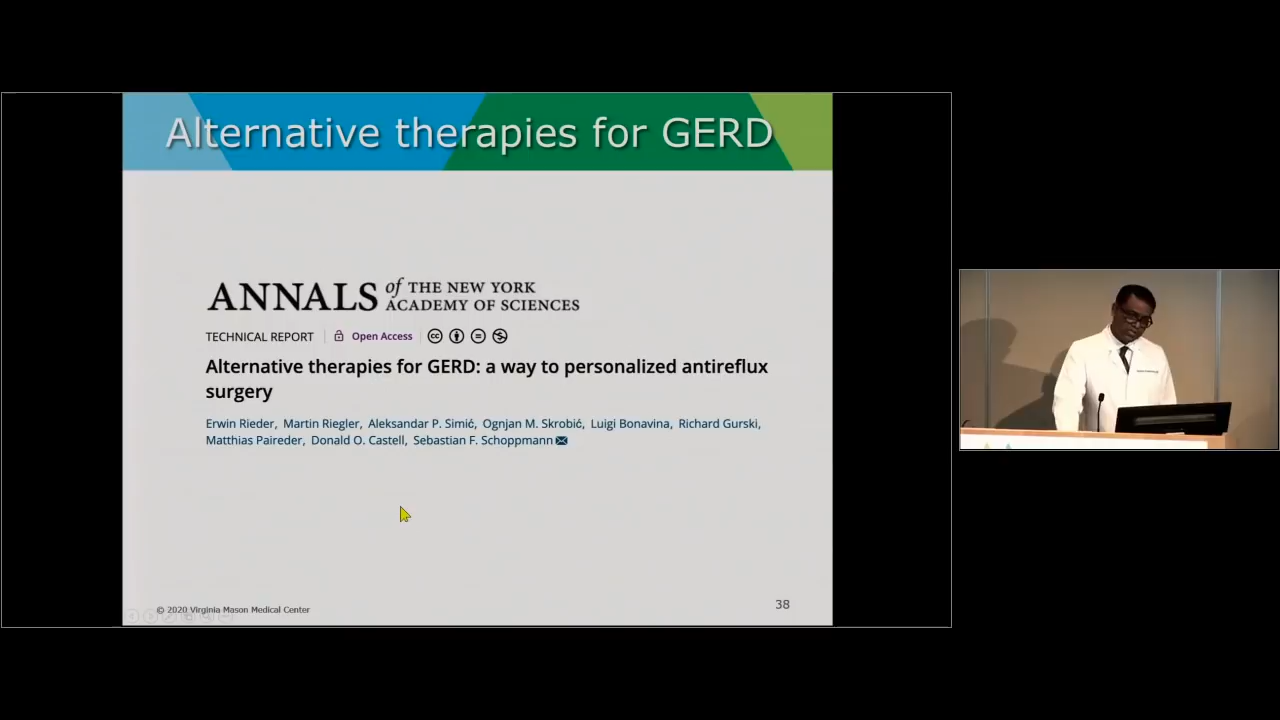 Alternative therapies for GERD
ANNALS of THE NEW YORK
ACADEMY OF SCIENCES
TECHNICAL REPORT Open Access
Alternative therapies for GERD: a way to personalized antireflux
surgery
Erwin Rieder, Martin Riegler, Aleksandar P. Simić, Ognjan M. Skrobić, Luigi Bonavina, Richard Gurski,
Matthias Paireder, Donald O. Castell, Sebastian F. Schoppmann
© 2020 Virginia Mason Medical Center
38